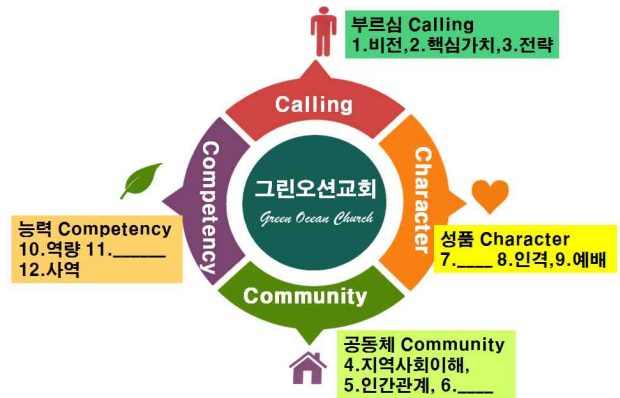 부르심 Calling
1.비전,2.핵심가치,3.전략
Calling
Character
Community
Competency
그린오션교회
Green Ocean Church
능력 Competency
10.역량 11.______
12.사역
성품 Character
7.____ 8.인격,9.예배
공동체 Community
4.지역사회이해,
5.인간관계, 6.____